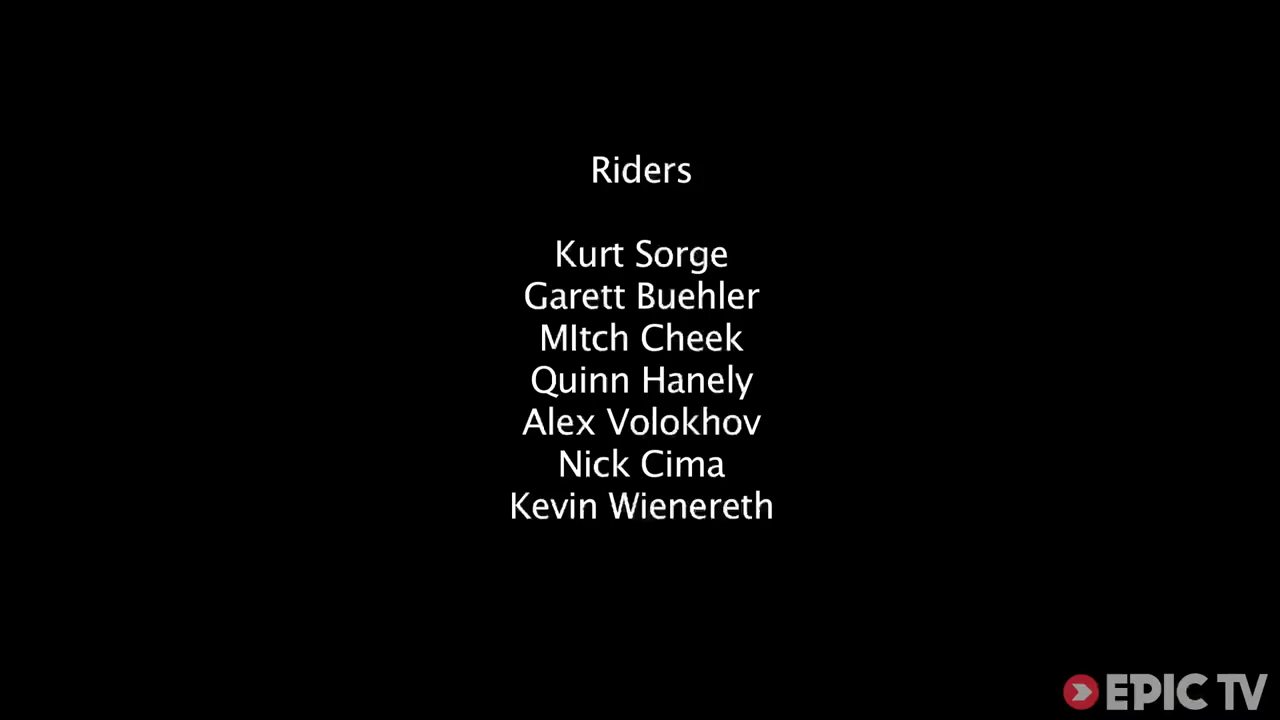 Riders
Kurt Sorge
Garett Buehler
MItch Cheek
Quinn Hanely
Alex Volokhov
Nick Cima
Kevin Wienereth
EPIC TV